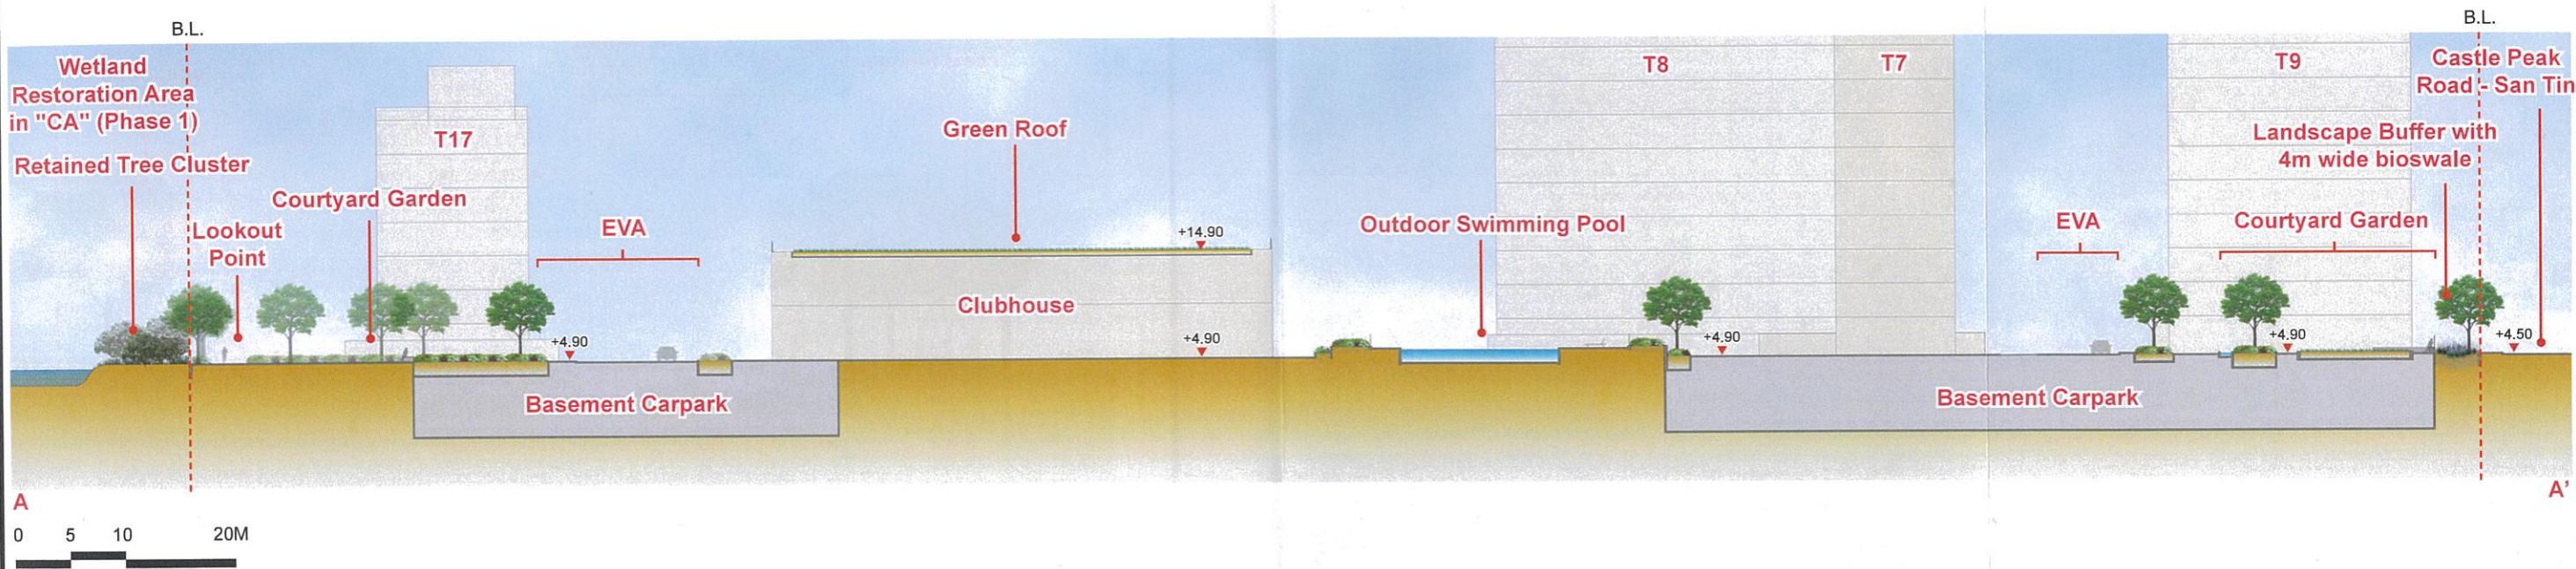 B.L.
B.L.
Wetland
Restoration Area
in "CA" (Phase 1)
Retained Tree Cluster
Lookout
Point
Courtyard Garden
T17
EVA
+4.90
Green Roof
+14.90
Clubhouse
+4.90
Outdoor Swimming Pool
T8
T7
+4.90
EVA
T9
Courtyard Garden
+4.90
Castle Peak
Road - San Tin
Landscape Buffer with
4m wide bioswale
+4.50
Basement Carpark
Basement Carpark
A
A'
0 5 10 20M